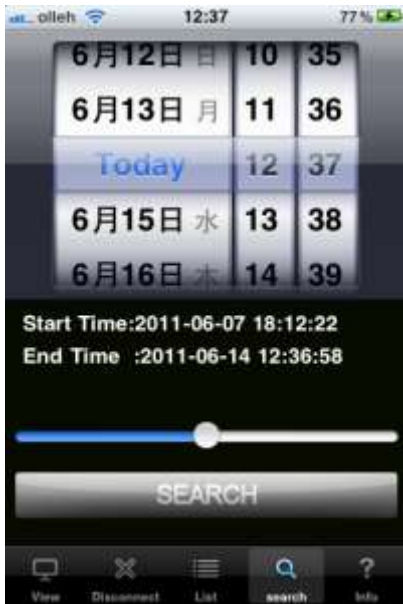 olleh 12:37 77%
6月12日 日 10 35
6月13日 月 11 36
Today 12 37
6月15日 水 13 38
6月16日 木 14 39
Start Time:2011-06-07 18:12:22
End Time :2011-06-14 12:36:58
SEARCH
View Disconnect List search Info